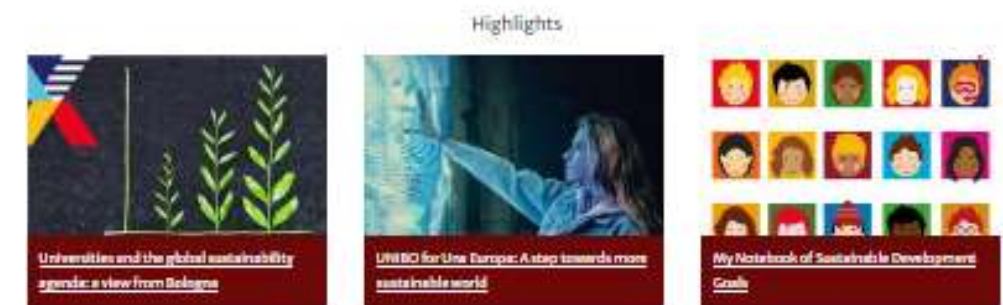 Highlights
Universities and the global sustainability
agenda: a view from Bologna
UNIBO for Una Europa: A step towards more
sustainable world
My Notebook of Sustainable Development
Goals